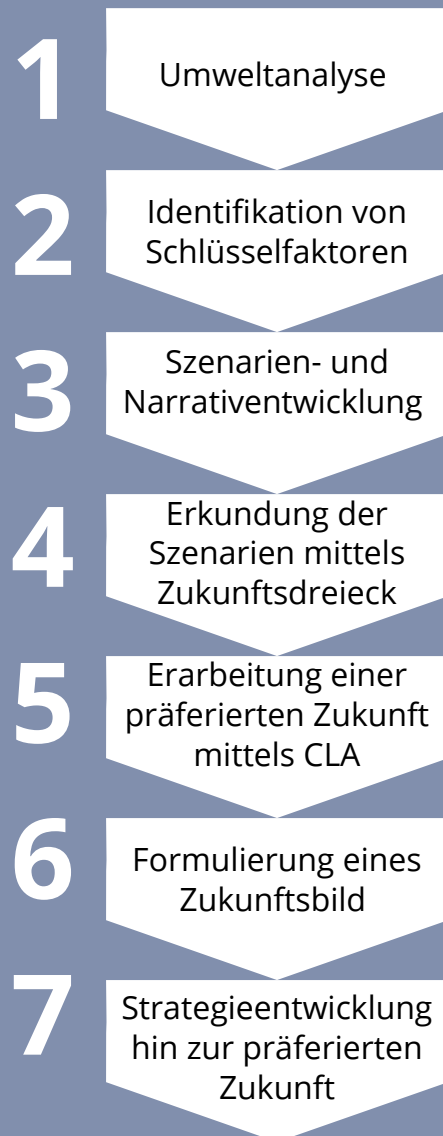 1
Umweltanalyse
2
Identifikation von
Schlüsselfaktoren
3
Szenarien- und
Narrativentwicklung
4
Erkundung der
Szenarien mittels
Zukunftsdreieck
5
Erarbeitung einer
präferierten Zukunft
mittels CLA
6
Formulierung eines
Zukunftsbild
7
Strategieentwicklung
hin zur präferierten
Zukunft